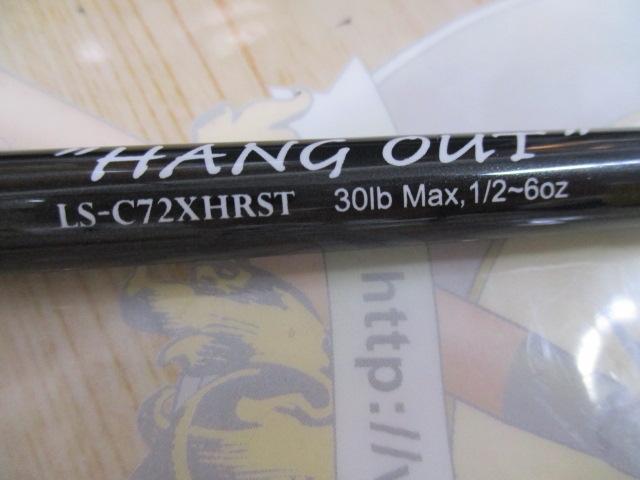 "HANG OUT"
LS-C72XHRST 30lb Max,1/2~6oz
http://